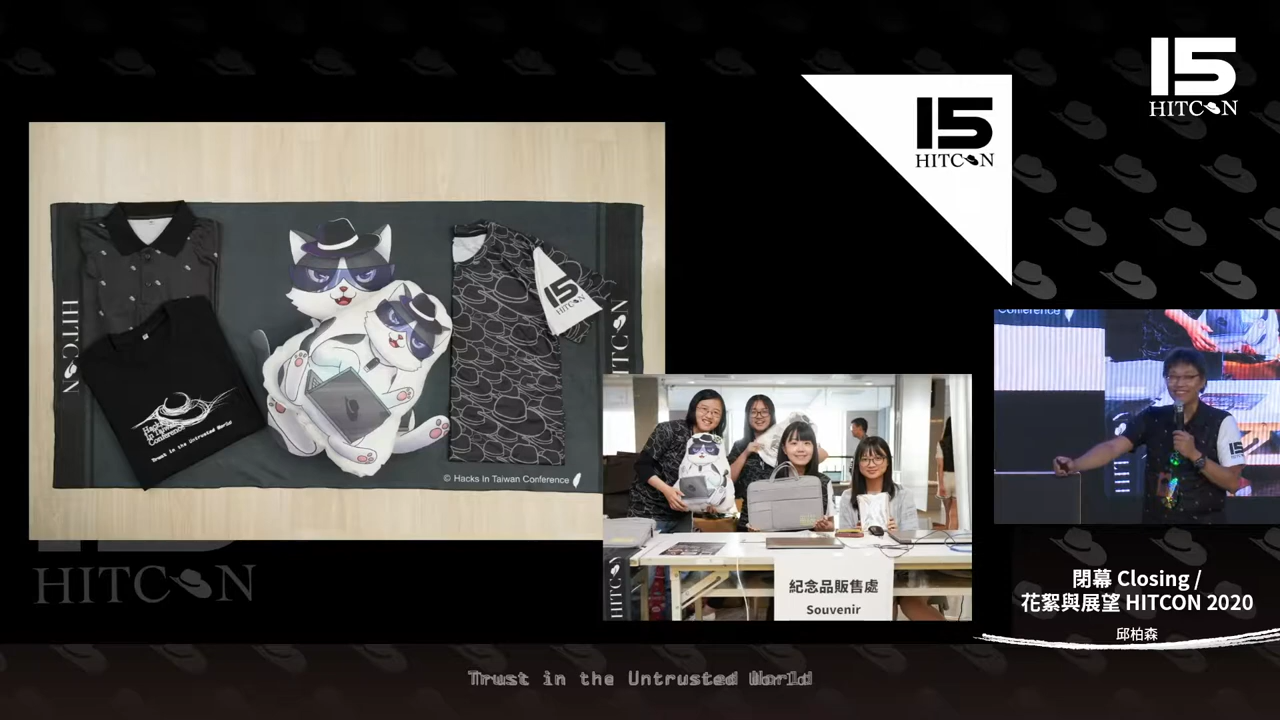 15
HITCON
15
HITCON
HITCON
HITCON
15
HITCON
Hacks
In Taiwan
Conference
Trust in the Untrusted World
© Hacks In Taiwan Conference
Conference
15
HITCON
紀念品販售處
Souvenir
HITCON
閉幕 Closing /
花絮與展望 HITCON 2020
邱柏森
Trust in the Untrusted World